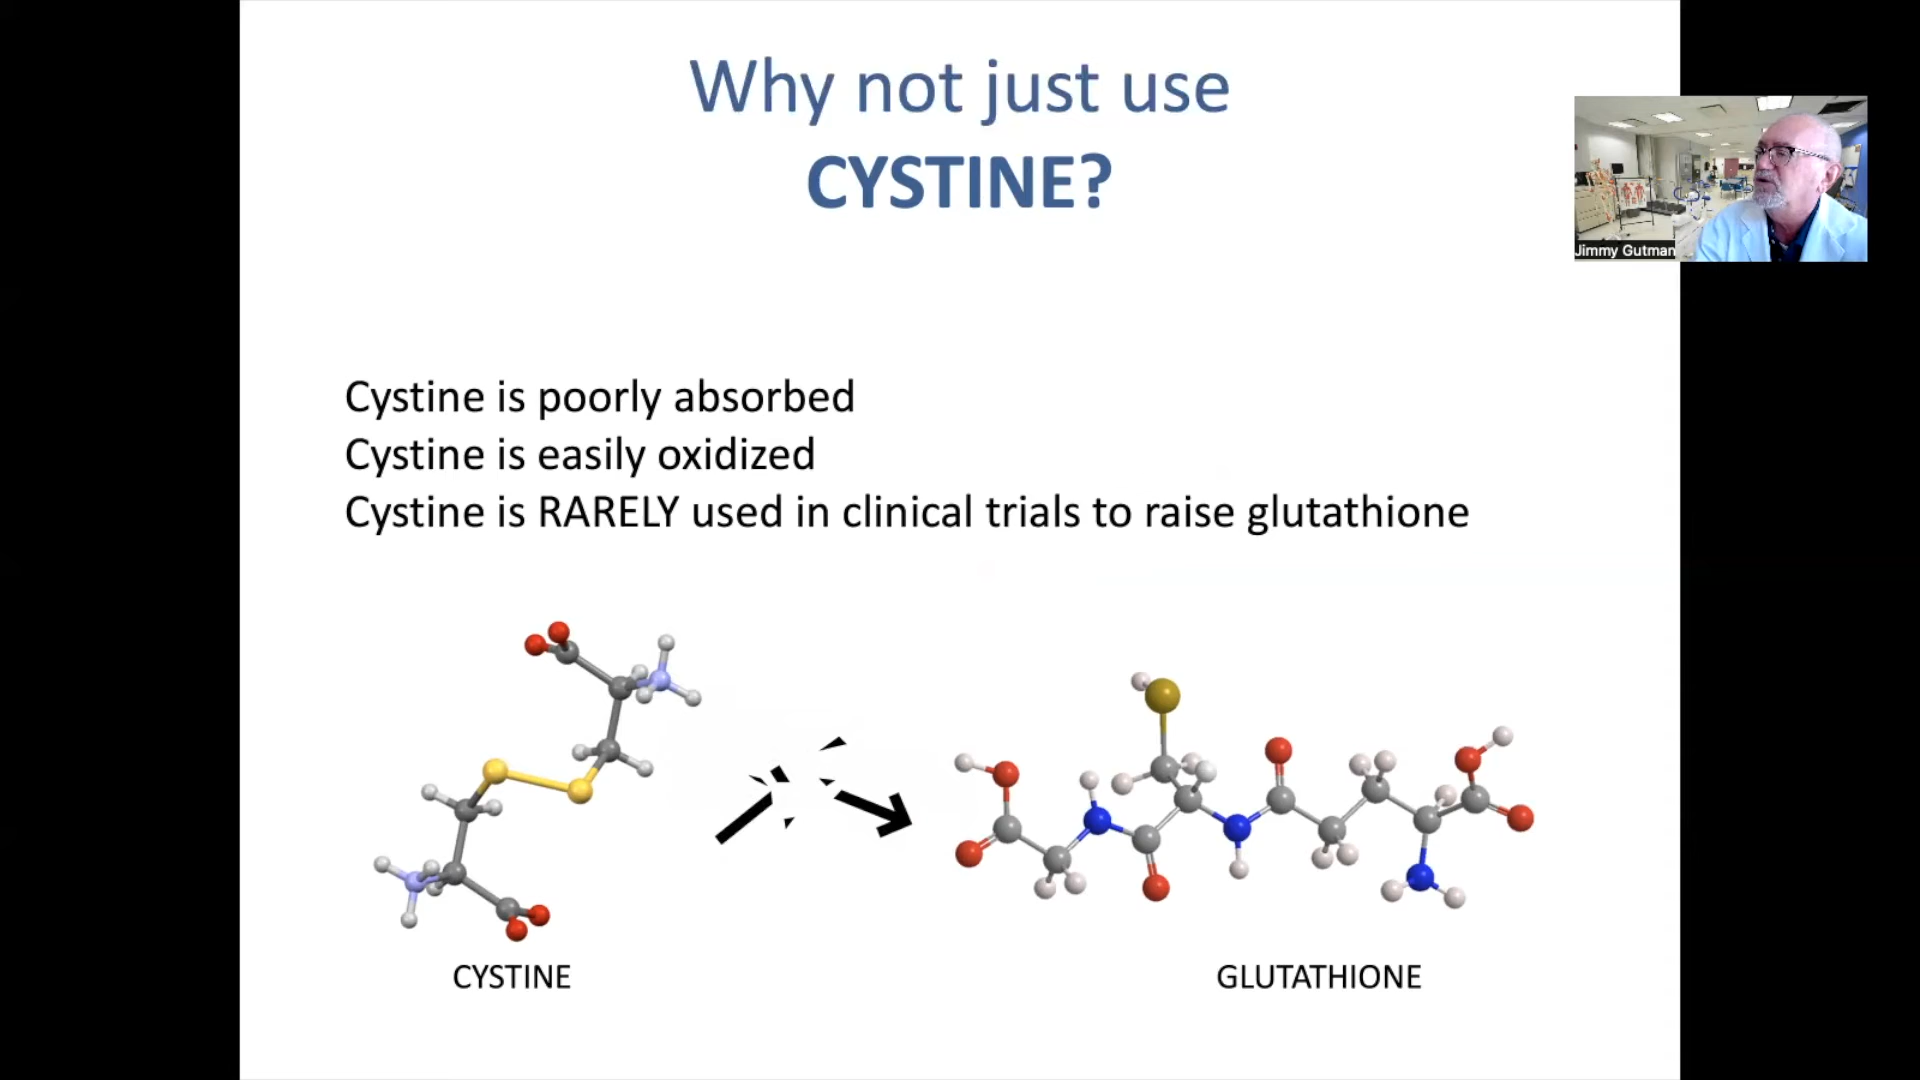 Why not just use
CYSTINE?
Jimmy Gutman
Cystine is poorly absorbed
Cystine is easily oxidized
Cystine is RARELY used in clinical trials to raise glutathione
CYSTINE
GLUTATHIONE